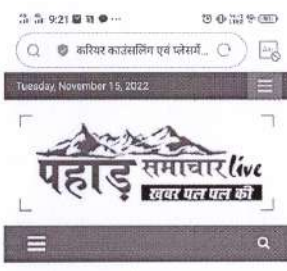 9:21
करियर काउंसलिंग एवं प्लेसमें...
Tuesday, November 15, 2022
पहाड़ समाचार live
खबर पल पल की